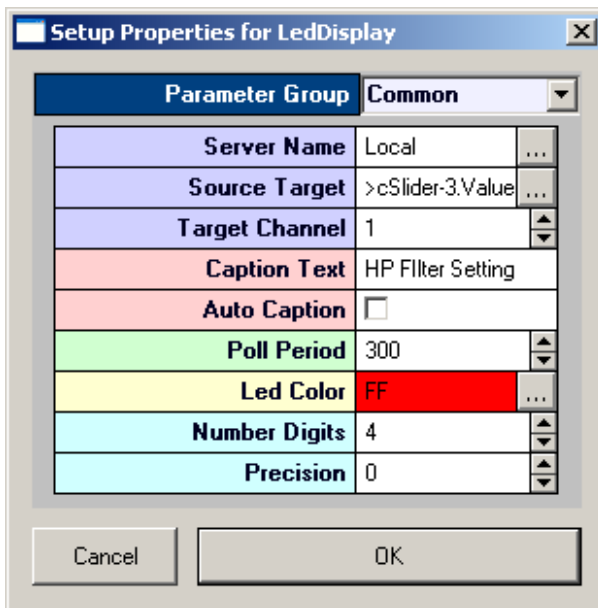 Setup Properties for LedDisplay
Parameter Group Common
Server Name Local ...
Source Target >cSlider-3.Value ...
Target Channel 1
Caption Text HP FIlter Setting
Auto Caption
Poll Period 300
Led Color FF ...
Number Digits 4
Precision 0
Cancel OK